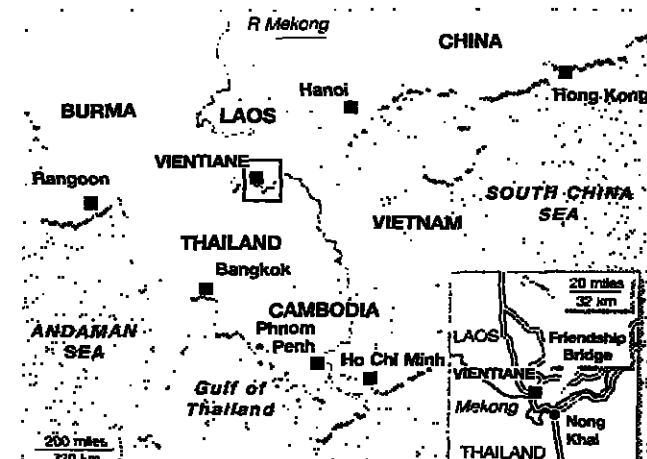 R Mekong
CHINA
Hanoi
Hong Kong
BURMA
LAOS
VIENTIANE
Rangoon
SOUTH CHINA
SEA
VIETNAM
THAILAND
Bangkok
20 miles
32 km
CAMBODIA
ANDAMAN
SEA
Phnom
Penh
LAOS
Friendship
Bridge
Ho Chi Minh
VIENTIANE
Gulf of
Thailand
Mekong
Nong
Khai
200 miles
320 km
THAILAND